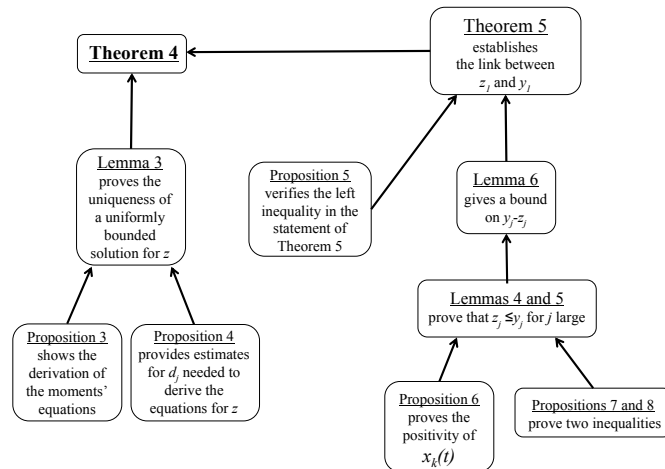 Theorem 4
Theorem 5
establishes
the link between
z₁ and y₁
Lemma 3
proves the
uniqueness of
a uniformly
bounded
solution for z
Proposition 5
verifies the left
inequality in the
statement of
Theorem 5
Lemma 6
gives a bound
on yⱼ-zⱼ
Lemmas 4 and 5
prove that zⱼ ≤yⱼ for j large
Proposition 3
shows the
derivation of
the moments’
equations
Proposition 4
provides estimates
for dⱼ needed to
derive the
equations for z
Proposition 6
proves the
positivity of
xₖ(t)
Propositions 7 and 8
prove two inequalities